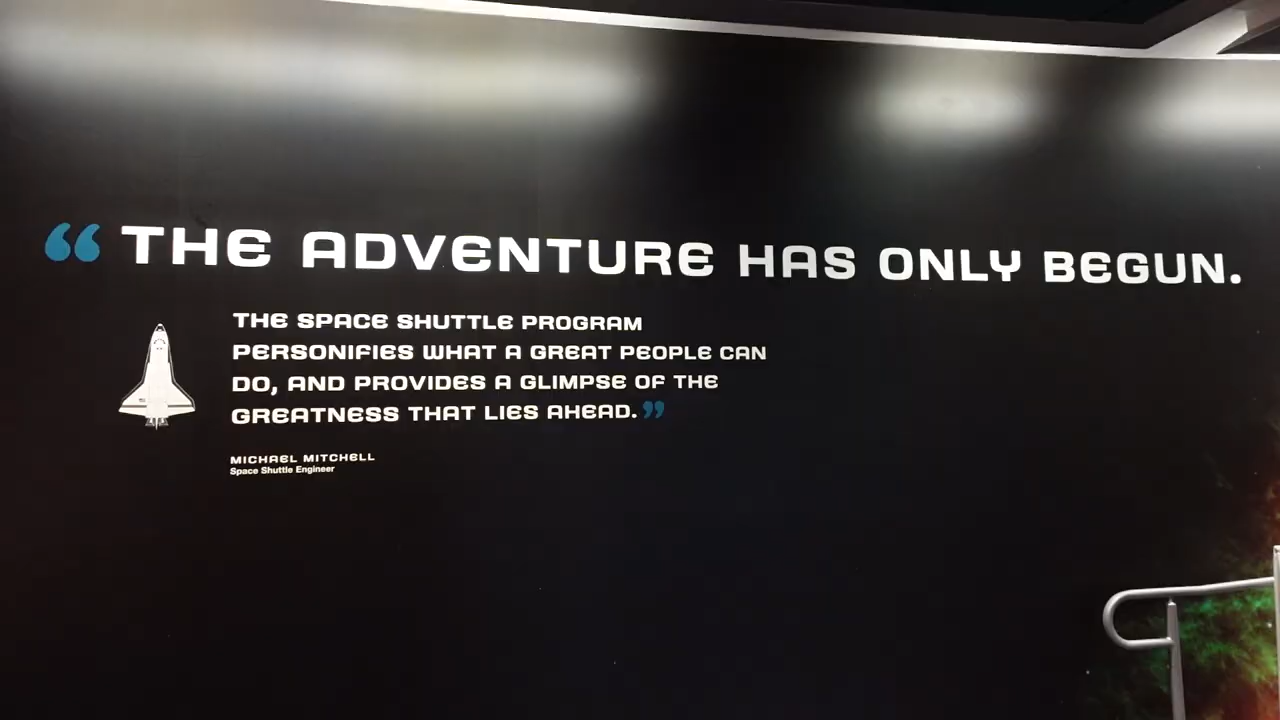 “ THE ADVENTURE HAS ONLY BEGUN.
THE SPACE SHUTTLE PROGRAM
PERSONIFIES WHAT A GREAT PEOPLE CAN
DO, AND PROVIDES A GLIMPSE OF THE
GREATNESS THAT LIES AHEAD.”
MICHAEL MITCHELL
Space Shuttle Engineer